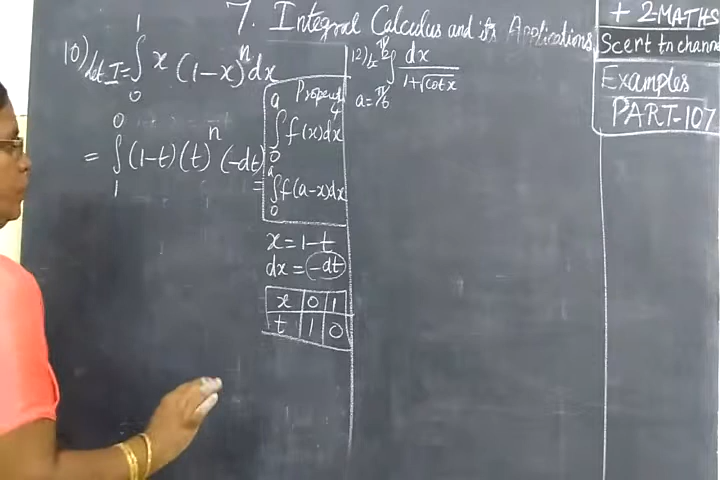 7. Integral Calculus and its Applications
+2-MATHS
Scert tn channel
Examples
PART-107
10) Let I = ∫₀¹ x (1-x)ⁿ dx
= ∫₁⁰ (1-t) (t)ⁿ (-dt)
Property
∫₀ᵃ f(x)dx
= ∫₀ᵃ f(a-x)dx
x = 1-t
dx = -dt
x 0 1
t 1 0
12) dx
1+√cotx
a=π/6